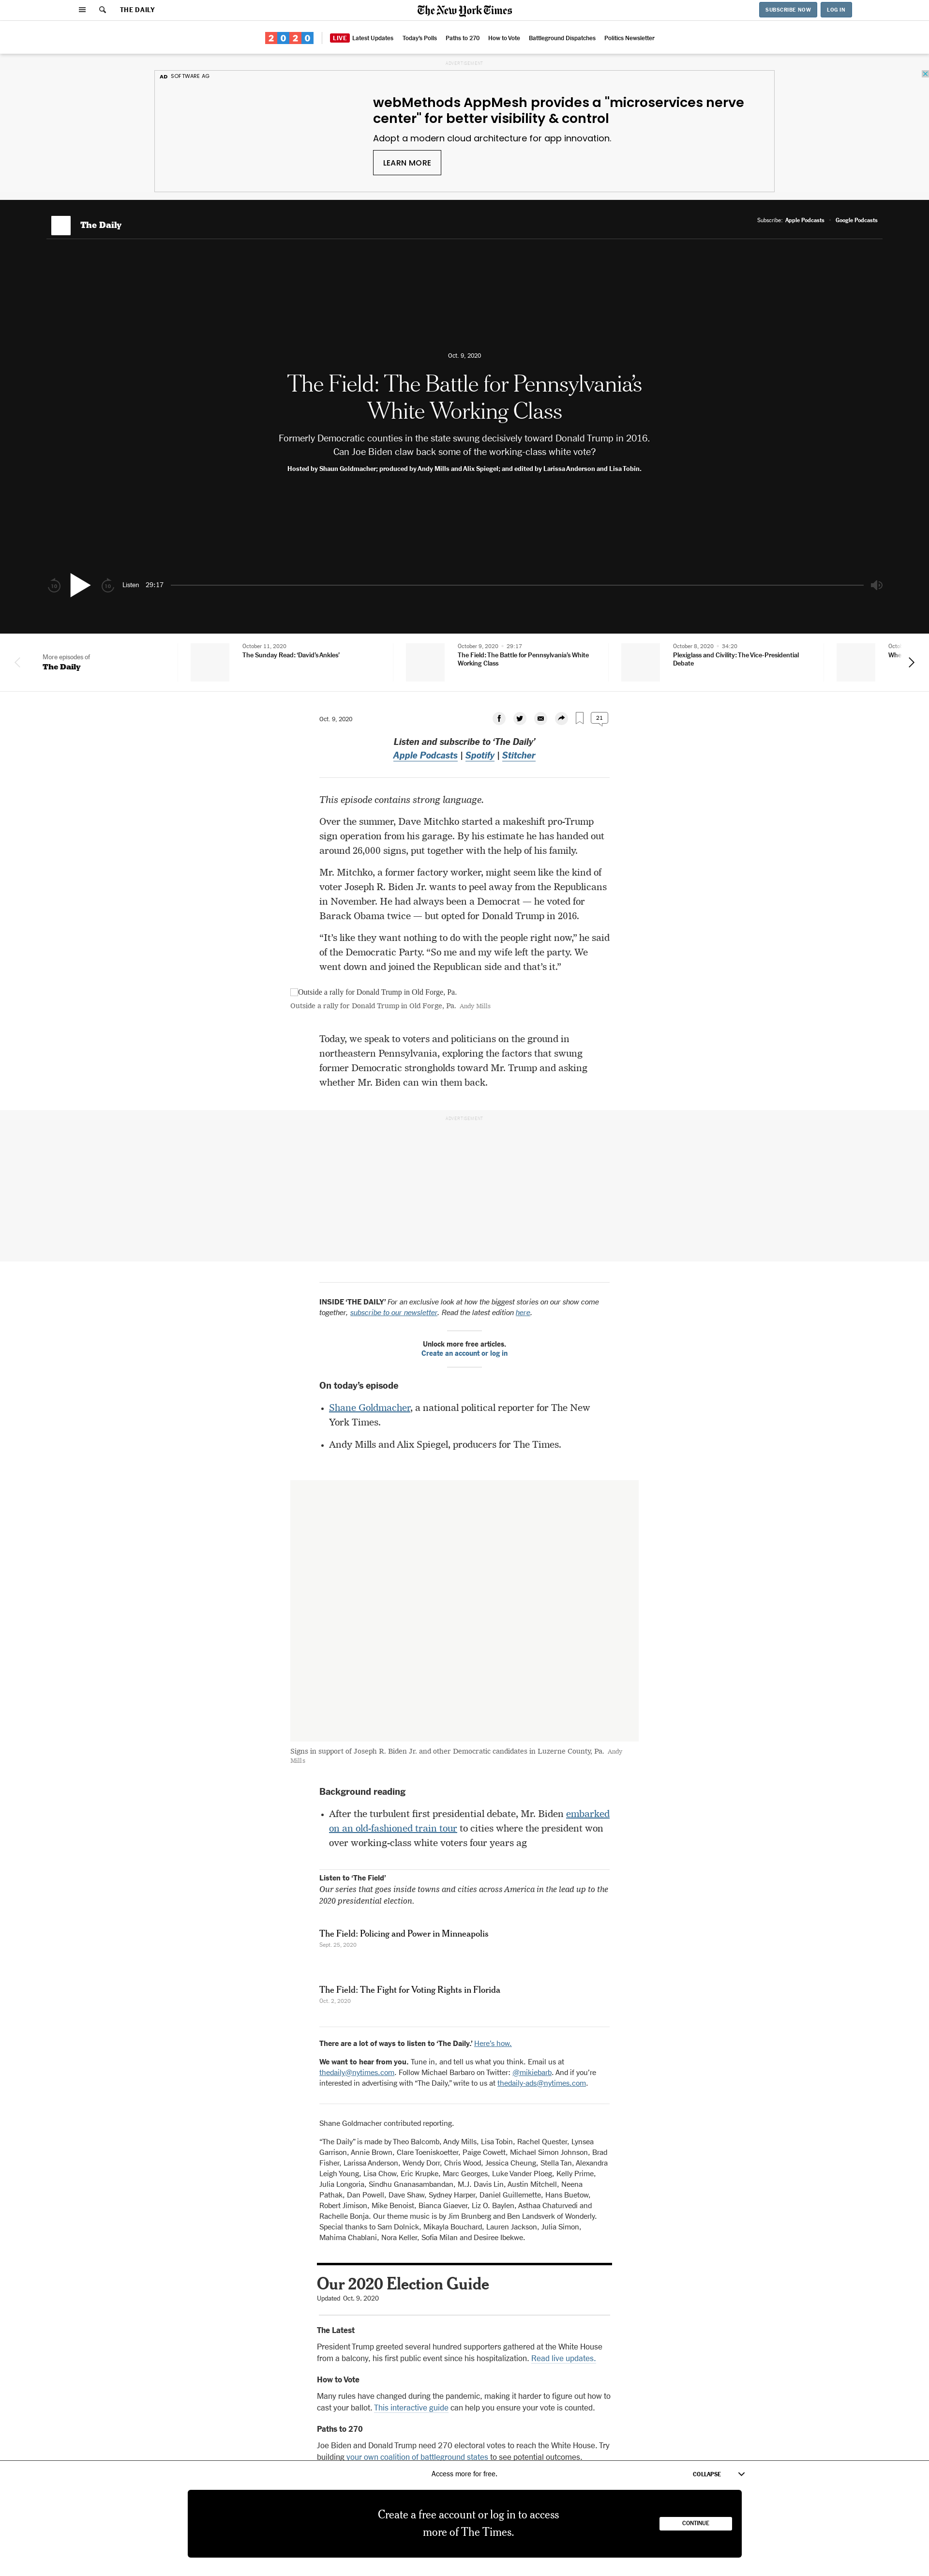 THE DAILY
The New York Times
SUBSCRIBE NOW
LOG IN
2020
LIVE Latest Updates
Today's Polls
Paths to 270
How to Vote
Battleground Dispatches
Politics Newsletter
ADVERTISEMENT
AD SOFTWARE AG
webMethods AppMesh provides a "microservices nerve
center" for better visibility & control
Adopt a modern cloud architecture for app innovation.
LEARN MORE
The Daily
Subscribe: Apple Podcasts · Google Podcasts
Oct. 9, 2020
The Field: The Battle for Pennsylvania's
White Working Class
Formerly Democratic counties in the state swung decisively toward Donald Trump in 2016.
Can Joe Biden claw back some of the working-class white vote?
Hosted by Shaun Goldmacher; produced by Andy Mills and Alix Spiegel; and edited by Larissa Anderson and Lisa Tobin.
10
10
Listen 29:17
More episodes of
The Daily
October 11, 2020
The Sunday Read: 'David's Ankles'
October 9, 2020 · 29:17
The Field: The Battle for Pennsylvania's White
Working Class
October 8, 2020 · 34:20
Plexiglass and Civility: The Vice-Presidential
Debate
Octo
Whe
Oct. 9, 2020
21
Listen and subscribe to 'The Daily'
Apple Podcasts | Spotify | Stitcher
This episode contains strong language.
Over the summer, Dave Mitchko started a makeshift pro-Trump
sign operation from his garage. By his estimate he has handed out
around 26,000 signs, put together with the help of his family.
Mr. Mitchko, a former factory worker, might seem like the kind of
voter Joseph R. Biden Jr. wants to peel away from the Republicans
in November. He had always been a Democrat — he voted for
Barack Obama twice — but opted for Donald Trump in 2016.
"It's like they want nothing to do with the people right now," he said
of the Democratic Party. "So me and my wife left the party. We
went down and joined the Republican side and that's it."
Outside a rally for Donald Trump in Old Forge, Pa.
Outside a rally for Donald Trump in Old Forge, Pa. Andy Mills
Today, we speak to voters and politicians on the ground in
northeastern Pennsylvania, exploring the factors that swung
former Democratic strongholds toward Mr. Trump and asking
whether Mr. Biden can win them back.
ADVERTISEMENT
INSIDE 'THE DAILY' For an exclusive look at how the biggest stories on our show come
together, subscribe to our newsletter. Read the latest edition here.
Unlock more free articles.
Create an account or log in
On today's episode
• Shane Goldmacher, a national political reporter for The New
York Times.
• Andy Mills and Alix Spiegel, producers for The Times.
Signs in support of Joseph R. Biden Jr. and other Democratic candidates in Luzerne County, Pa. Andy
Mills
Background reading
• After the turbulent first presidential debate, Mr. Biden embarked
on an old-fashioned train tour to cities where the president won
over working-class white voters four years ag
Listen to 'The Field'
Our series that goes inside towns and cities across America in the lead up to the
2020 presidential election.
The Field: Policing and Power in Minneapolis
Sept. 25, 2020
The Field: The Fight for Voting Rights in Florida
Oct. 2, 2020
There are a lot of ways to listen to 'The Daily.' Here's how.
We want to hear from you. Tune in, and tell us what you think. Email us at
thedaily@nytimes.com. Follow Michael Barbaro on Twitter: @mikiebarb. And if you're
interested in advertising with "The Daily," write to us at thedaily-ads@nytimes.com.
Shane Goldmacher contributed reporting.
"The Daily" is made by Theo Balcomb, Andy Mills, Lisa Tobin, Rachel Quester, Lynsea
Garrison, Annie Brown, Clare Toeniskoetter, Paige Cowett, Michael Simon Johnson, Brad
Fisher, Larissa Anderson, Wendy Dorr, Chris Wood, Jessica Cheung, Stella Tan, Alexandra
Leigh Young, Lisa Chow, Eric Krupke, Marc Georges, Luke Vander Ploeg, Kelly Prime,
Julia Longoria, Sindhu Gnanasambandan, M.J. Davis Lin, Austin Mitchell, Neena
Pathak, Dan Powell, Dave Shaw, Sydney Harper, Daniel Guillemette, Hans Buetow,
Robert Jimison, Mike Benoist, Bianca Giaever, Liz O. Baylen, Asthaa Chaturvedi and
Rachelle Bonja. Our theme music is by Jim Brunberg and Ben Landsverk of Wonderly.
Special thanks to Sam Dolnick, Mikayla Bouchard, Lauren Jackson, Julia Simon,
Mahima Chablani, Nora Keller, Sofia Milan and Desiree Ibekwe.
Our 2020 Election Guide
Updated Oct. 9, 2020
The Latest
President Trump greeted several hundred supporters gathered at the White House
from a balcony, his first public event since his hospitalization. Read live updates.
How to Vote
Many rules have changed during the pandemic, making it harder to figure out how to
cast your ballot. This interactive guide can help you ensure your vote is counted.
Paths to 270
Joe Biden and Donald Trump need 270 electoral votes to reach the White House. Try
building your own coalition of battleground states to see potential outcomes.
Access more for free.
COLLAPSE
Create a free account or log in to access
more of The Times.
CONTINUE